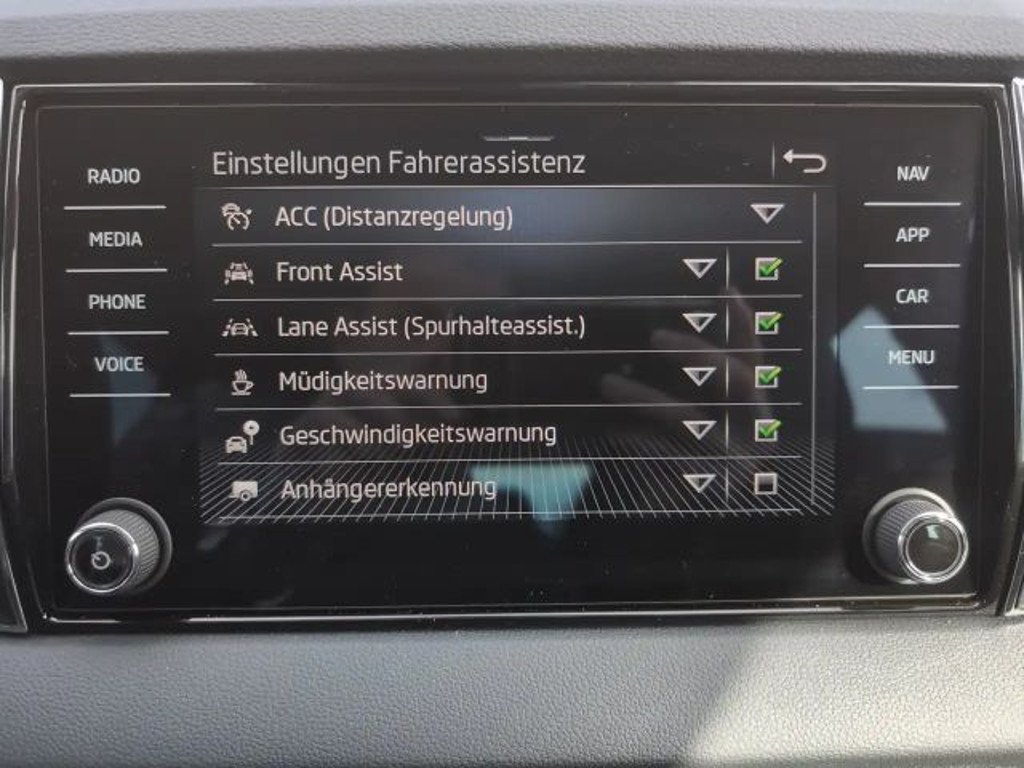 Einstellungen Fahrerassistenz
RADIO
MEDIA
PHONE
VOICE
ACC (Distanzregelung)
Front Assist
Lane Assist (Spurhalteassist.)
Müdigkeitswarnung
Geschwindigkeitswarnung
Anhängererkennung
NAV
APP
CAR
MENU